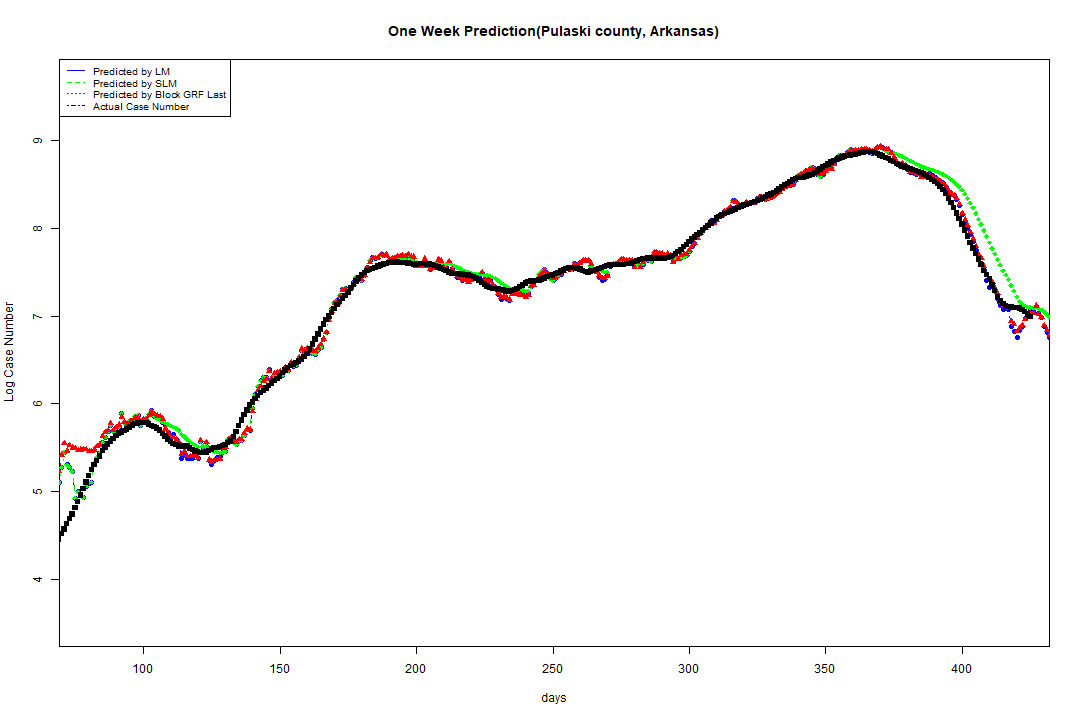 One Week Prediction(Pulaski county, Arkansas)
Predicted by LM
Predicted by SLM
Predicted by Block GRF Last
Actual Case Number
9
8
7
6
5
4
Log Case Number
100 150 200 250 300 350 400
days